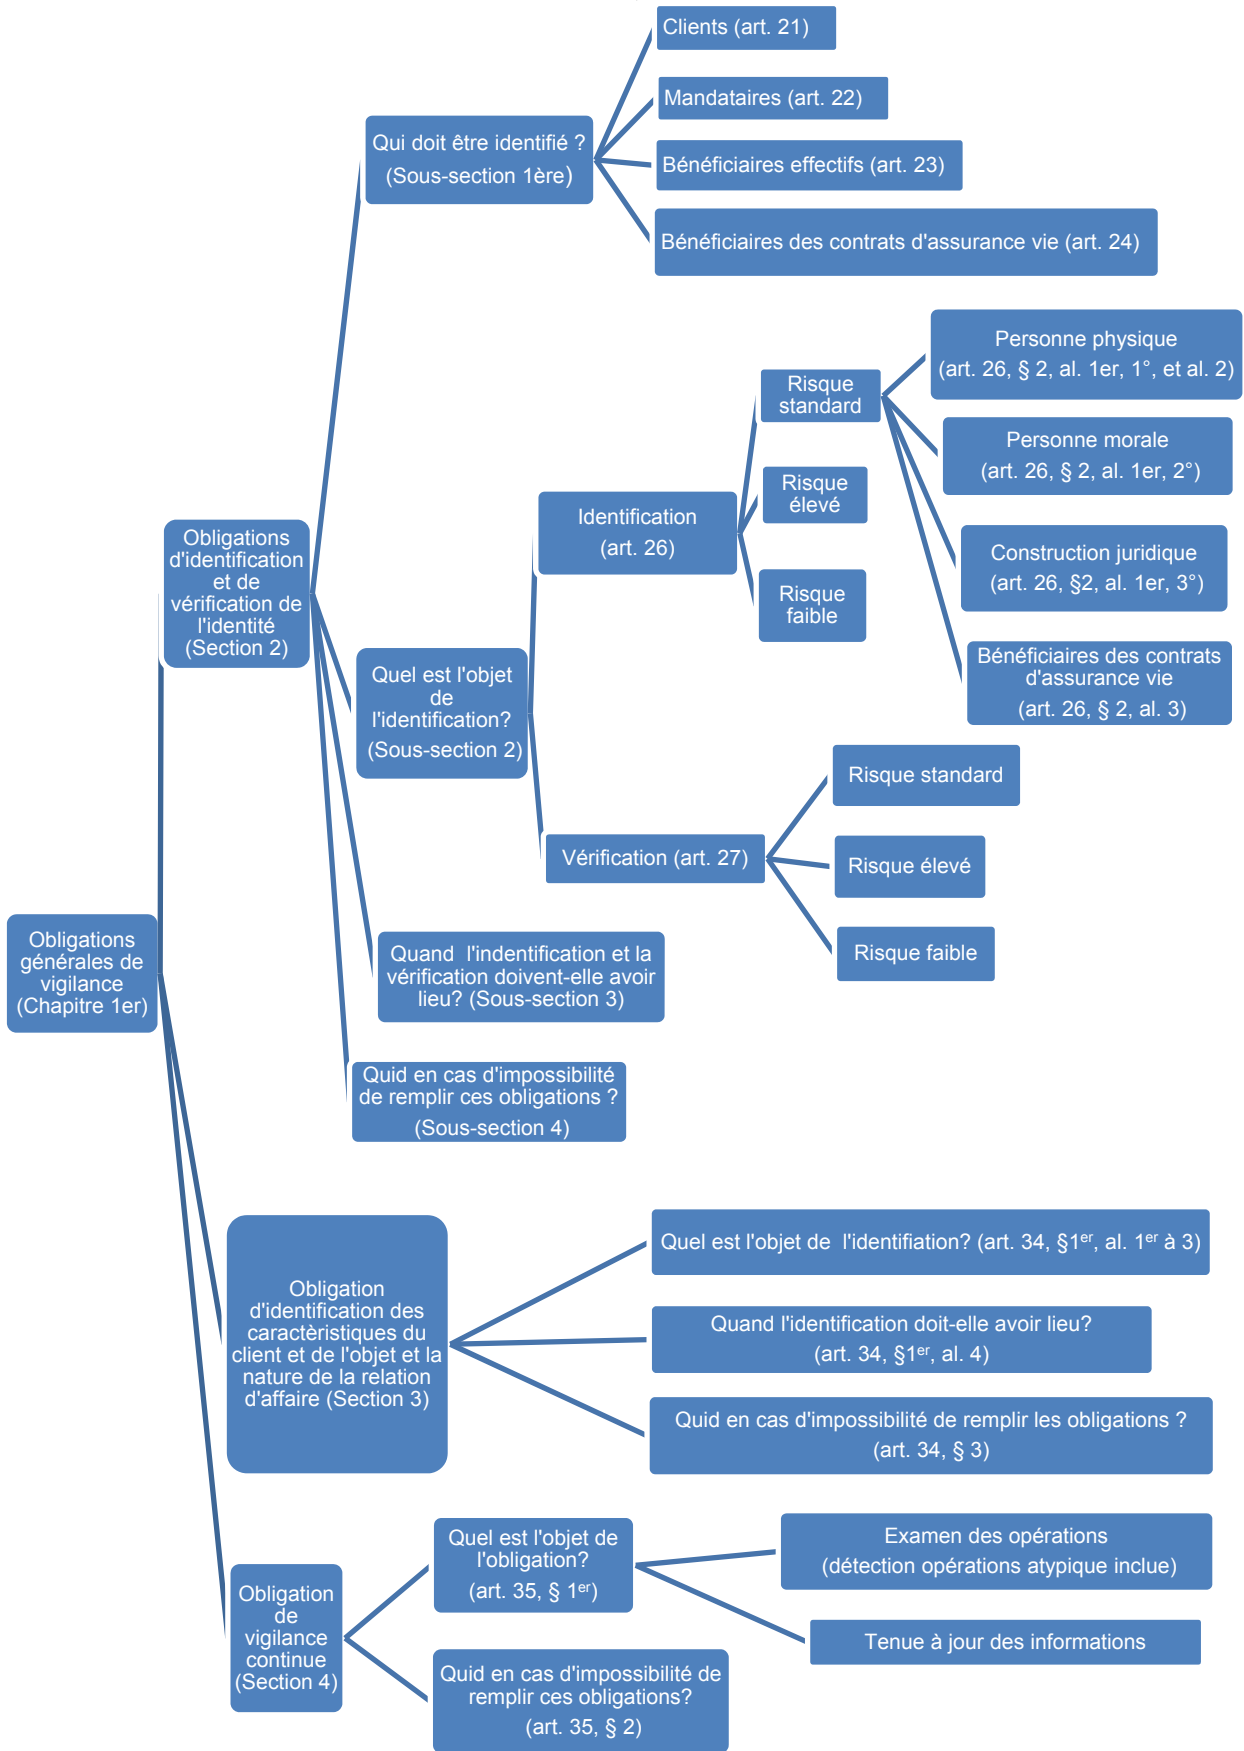 Clients (art. 21)
Mandataires (art. 22)
Qui doit être identifié ?
(Sous-section 1ère)
Bénéficiaires effectifs (art. 23)
Bénéficiaires des contrats d'assurance vie (art. 24)
Personne physique
(art. 26, § 2, al. 1er, 1°, et al. 2)
Risque
standard
Personne morale
(art. 26, § 2, al. 1er, 2°)
Risque
élevé
Identification
(art. 26)
Obligations
d'identification
et de
vérification de
l'identité
(Section 2)
Construction juridique
(art. 26, §2, al. 1er, 3°)
Risque
faible
Bénéficiaires des contrats
d'assurance vie
(art. 26, § 2, al. 3)
Quel est l'objet
de
l'identification?
(Sous-section 2)
Risque standard
Vérification (art. 27)
Risque élevé
Risque faible
Obligations
générales de
vigilance
(Chapitre 1er)
Quand  l'indentification et la
vérification doivent-elle avoir
lieu? (Sous-section 3)
Quid en cas d'impossibilité
de remplir ces obligations ?
(Sous-section 4)
Obligation
d'identification des
caractèristiques du
client et de l'objet et la
nature de la relation
d'affaire (Section 3)
Quel est l'objet de  l'identifiation? (art. 34, §1er, al. 1er à 3)
Quand l'identification doit-elle avoir lieu?
(art. 34, §1er, al. 4)
Quid en cas d'impossibilité de remplir les obligations ?
(art. 34, § 3)
Quel est l'objet de
l'obligation?
(art. 35, § 1er)
Examen des opérations
(détection opérations atypique inclue)
Obligation
de
vigilance
continue
(Section 4)
Tenue à jour des informations
Quid en cas d'impossibilité de
remplir ces obligations?
(art. 35, § 2)